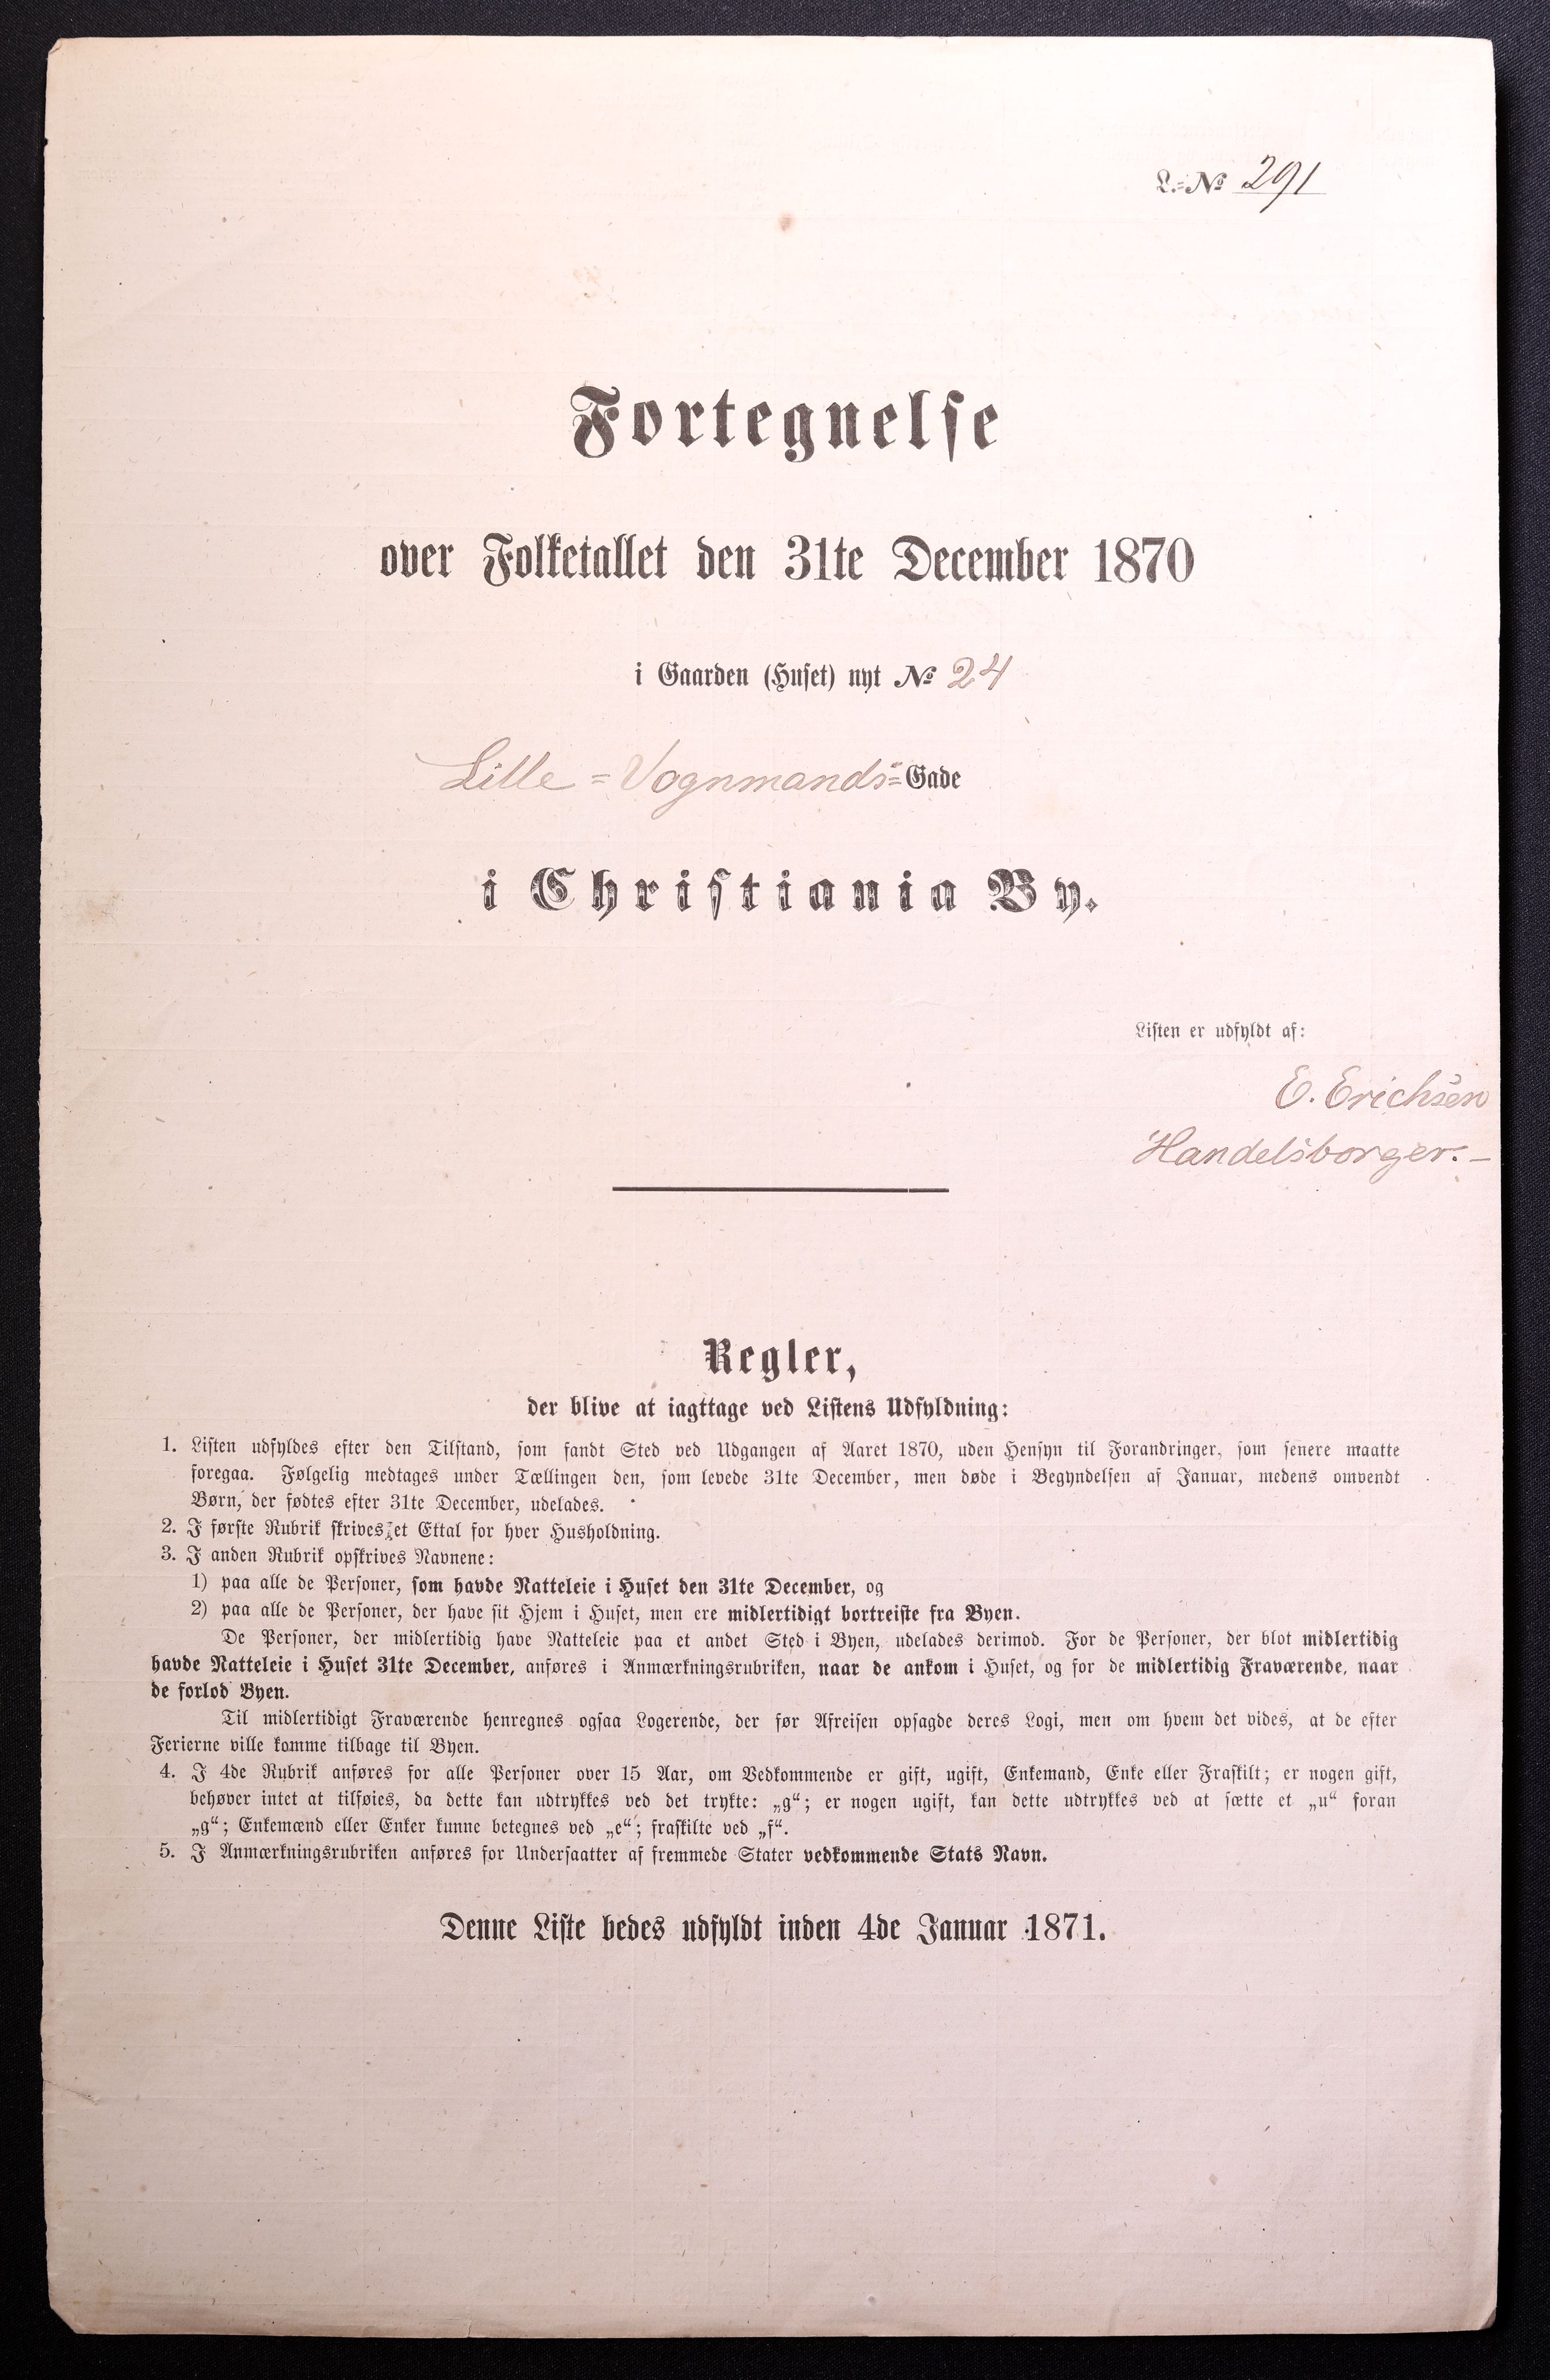 L.=№ 291
Fortegnelse
over Folketallet den 31te December 1870
i Gaarden (Huset) nyt № 24
Lille=Vognmands=Gade
i Christiania By.
Listen er udfyldt af:
E. Erichsen
Handelsborger.–
Regler,
der blive at iagttage ved Listens Udfyldning:
1. Listen udfyldes efter den Tilstand, som fandt Sted ved Udgangen af Aaret 1870, uden Hensyn til Forandringer, som senere maatte
foregaa. Følgelig medtages under Tællingen den, som levede 31te December, men døde i Begyndelsen af Januar, medens omvendt
Børn, der fødtes efter 31te December, udelades.
2. I første Rubrik skrives et Ettal for hver Husholdning.
3. I anden Rubrik opskrives Navnene:
1) paa alle de Personer, som havde Natteleie i Huset den 31te December, og
2) paa alle de Personer, der have sit Hjem i Huset, men ere midlertidigt bortreiste fra Byen.
De Personer, der midlertidig have Natteleie paa et andet Sted i Byen, udelades derimod. For de Personer, der blot midlertidig
havde Natteleie i Huset 31te December, anføres i Anmærkningsrubriken, naar de ankom i Huset, og for de midlertidig Fraværende, naar
de forlod Byen.
Til midlertidigt Fraværende henregnes ogsaa Logerende, der før Afreisen opsagde deres Logi, men om hvem det vides, at de efter
Ferierne ville komme tilbage til Byen.
4. I 4de Rubrik anføres for alle Personer over 15 Aar, om Vedkommende er gift, ugift, Enkemand, Enke eller Fraskilt; er nogen gift,
behøver intet at tilføies, da dette kan udtrykkes ved det trykte: „g“; er nogen ugift, kan dette udtrykkes ved at sætte et „u“ foran
„g“; Enkemænd eller Enker kunne betegnes ved „e“; fraskilte ved „f“.
5. I Anmærkningsrubriken anføres for Undersaatter af fremmede Stater vedkommende Stats Navn.
Denne Liste bedes udfyldt inden 4de Januar 1871.